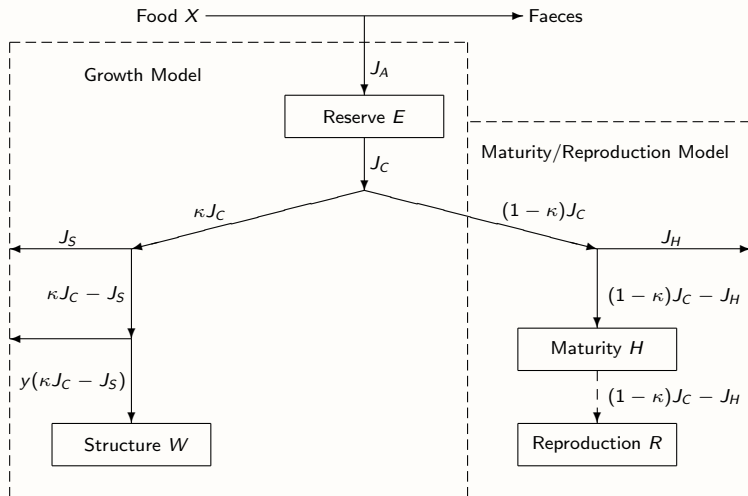 Food X
Faeces
Growth Model
J_A
Reserve E
J_C
Maturity/Reproduction Model
κJ_C
(1 − κ)J_C
J_S
J_H
κJ_C − J_S
(1 − κ)J_C − J_H
Maturity H
y(κJ_C − J_S)
(1 − κ)J_C − J_H
Structure W
Reproduction R